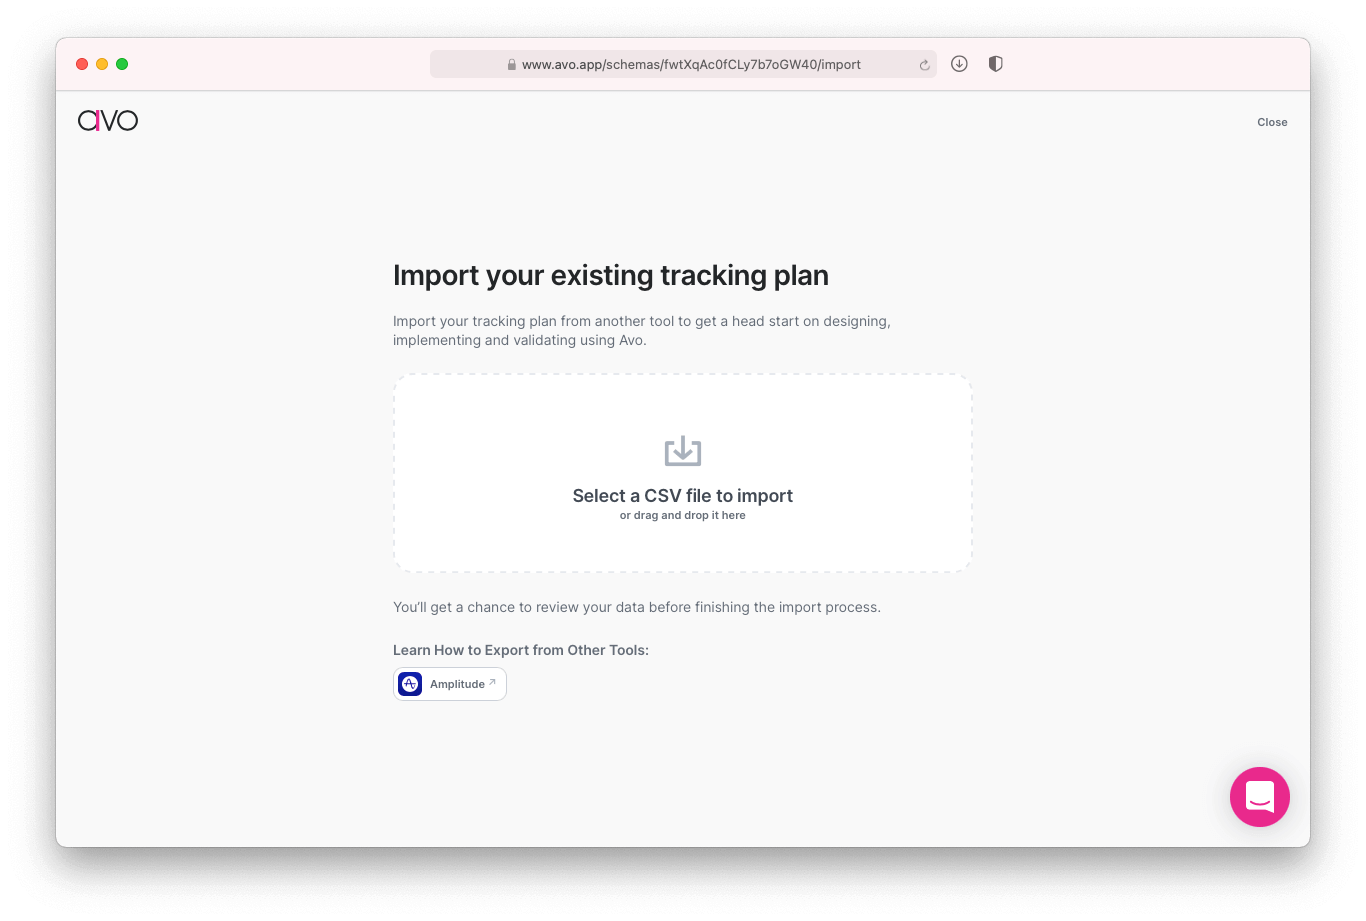 www.avo.app/schemas/fwtXqAc0fCLy7b7oGW40/import
avo
Close
Import your existing tracking plan
Import your tracking plan from another tool to get a head start on designing,
implementing and validating using Avo.
Select a CSV file to import
or drag and drop it here
You’ll get a chance to review your data before finishing the import process.
Learn How to Export from Other Tools:
Amplitude